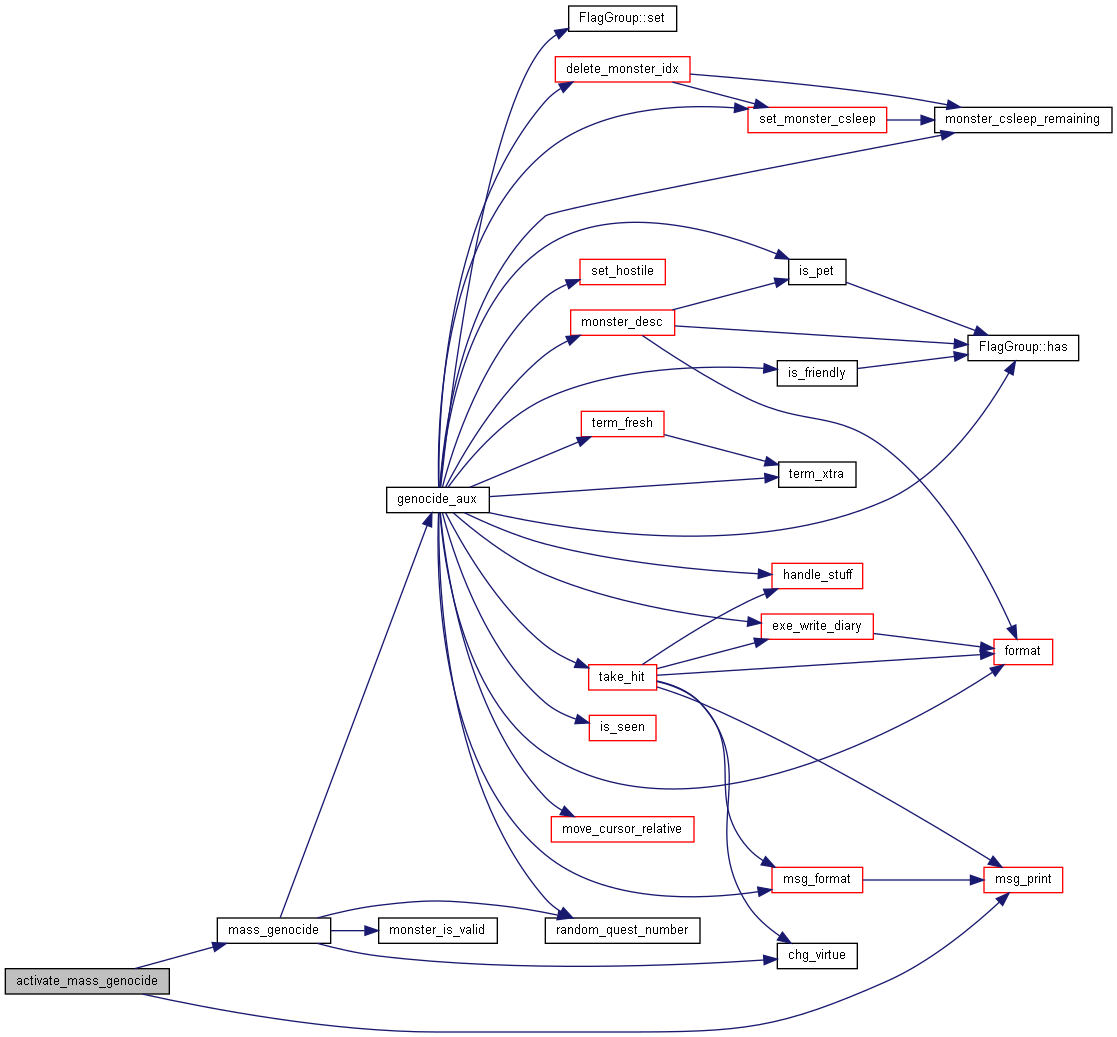 FlagGroup::set
delete_monster_idx
set_monster_csleep
monster_csleep_remaining
set_hostile
is_pet
monster_desc
FlagGroup::has
is_friendly
term_fresh
term_xtra
genocide_aux
handle_stuff
exe_write_diary
format
take_hit
is_seen
move_cursor_relative
msg_format
msg_print
mass_genocide
monster_is_valid
random_quest_number
chg_virtue
activate_mass_genocide